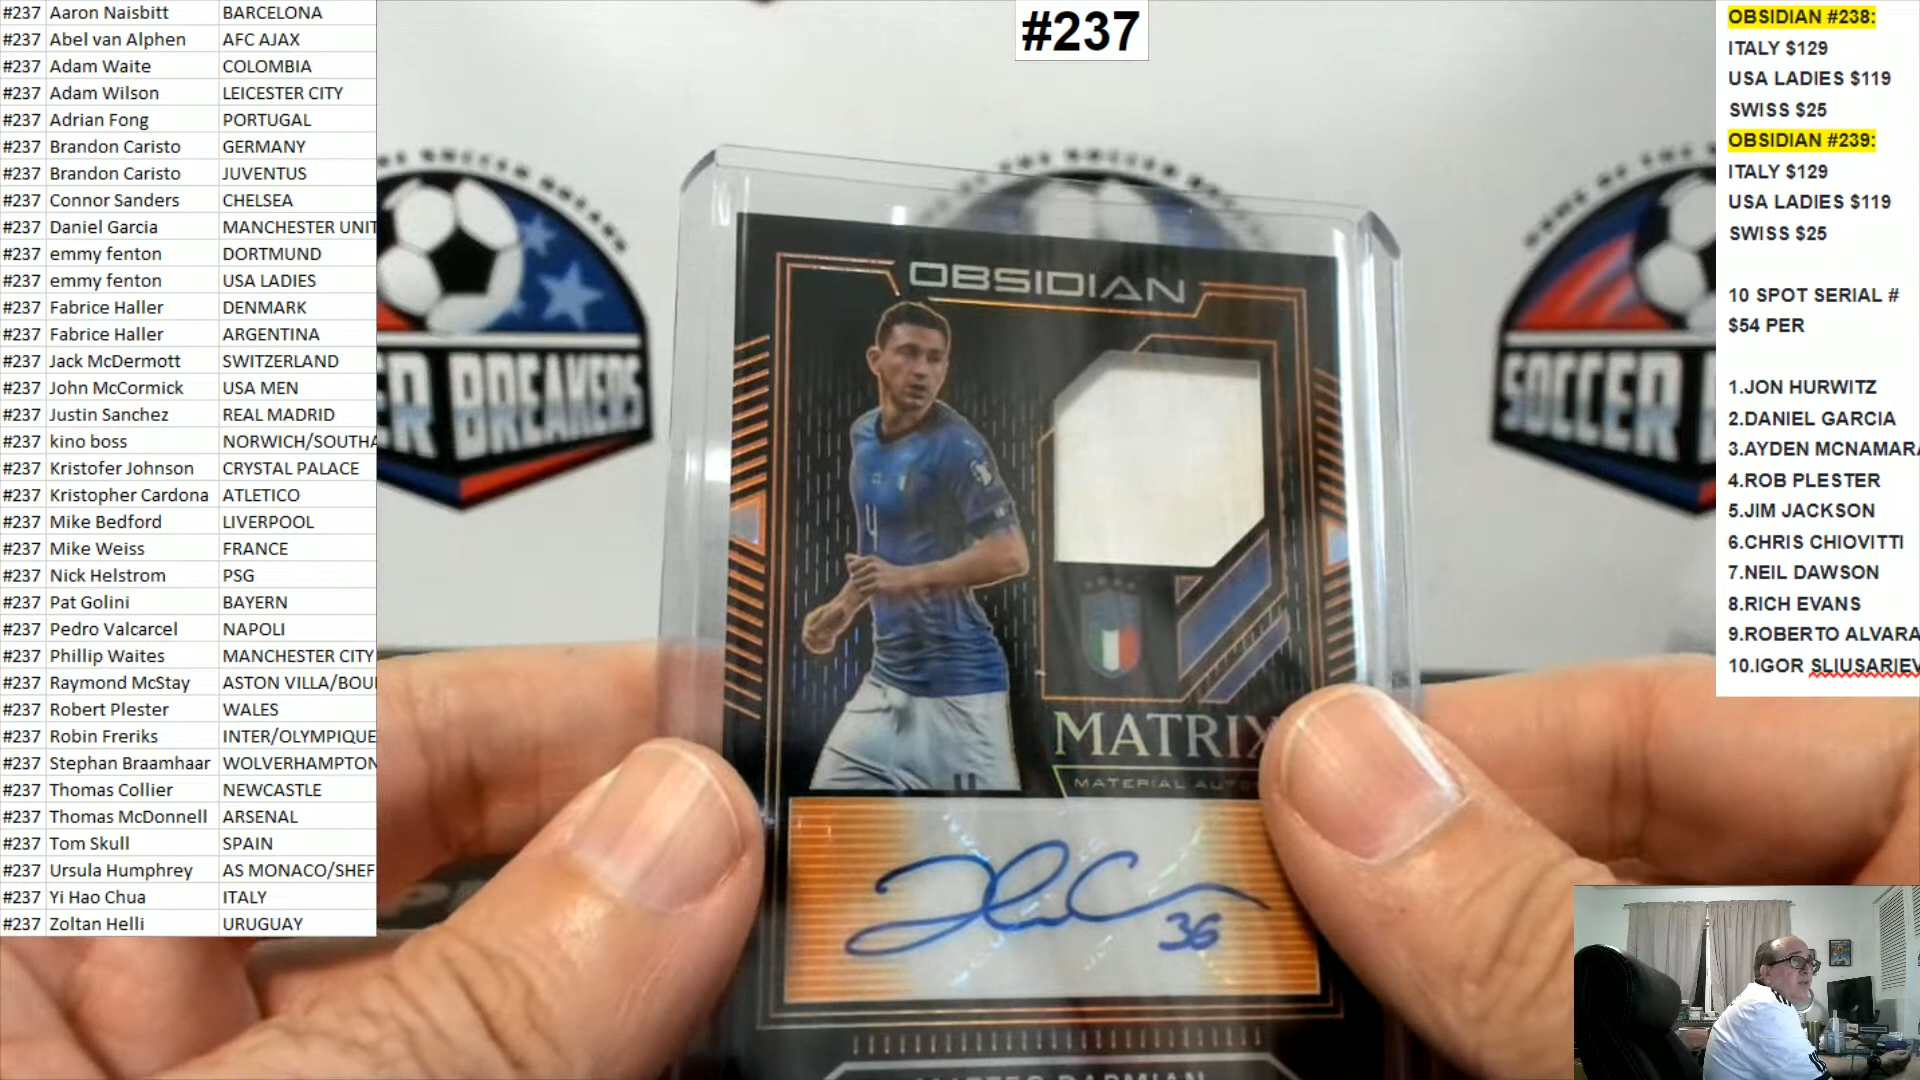 #237 Aaron Naisbitt BARCELONA
#237 Abel van Alphen AFC AJAX
#237 Adam Waite COLOMBIA
#237 Adam Wilson LEICESTER CITY
#237 Adrian Fong PORTUGAL
#237 Brandon Caristo GERMANY
#237 Brandon Caristo JUVENTUS
#237 Connor Sanders CHELSEA
#237 Daniel Garcia MANCHESTER UNIT
#237 emmy fenton DORTMUND
#237 emmy fenton USA LADIES
#237 Fabrice Haller DENMARK
#237 Fabrice Haller ARGENTINA
#237 Jack McDermott SWITZERLAND
#237 John McCormick USA MEN
#237 Justin Sanchez REAL MADRID
#237 kino boss NORWICH/SOUTHA
#237 Kristofer Johnson CRYSTAL PALACE
#237 Kristopher Cardona ATLETICO
#237 Mike Bedford LIVERPOOL
#237 Mike Weiss FRANCE
#237 Nick Helstrom PSG
#237 Pat Golini BAYERN
#237 Pedro Valcarcel NAPOLI
#237 Phillip Waites MANCHESTER CITY
#237 Raymond McStay ASTON VILLA/BOU
#237 Robert Plester WALES
#237 Robin Freriks INTER/OLYMPIQUE
#237 Stephan Braamhaar WOLVERHAMPTON
#237 Thomas Collier NEWCASTLE
#237 Thomas McDonnell ARSENAL
#237 Tom Skull SPAIN
#237 Ursula Humphrey AS MONACO/SHEF
#237 Yi Hao Chua ITALY
#237 Zoltan Helli URUGUAY
#237
ER BREAKERS
OBSIDIAN
4
MATRIX
MATERIAL AUTO
36
MATTEO DARMIAN
SOCCER
OBSIDIAN #238:
ITALY $129
USA LADIES $119
SWISS $25
OBSIDIAN #239:
ITALY $129
USA LADIES $119
SWISS $25
10 SPOT SERIAL #
$54 PER
1.JON HURWITZ
2.DANIEL GARCIA
3.AYDEN MCNAMARA
4.ROB PLESTER
5.JIM JACKSON
6.CHRIS CHIOVITTI
7.NEIL DAWSON
8.RICH EVANS
9.ROBERTO ALVARA
10.IGOR SLIUSARIEV